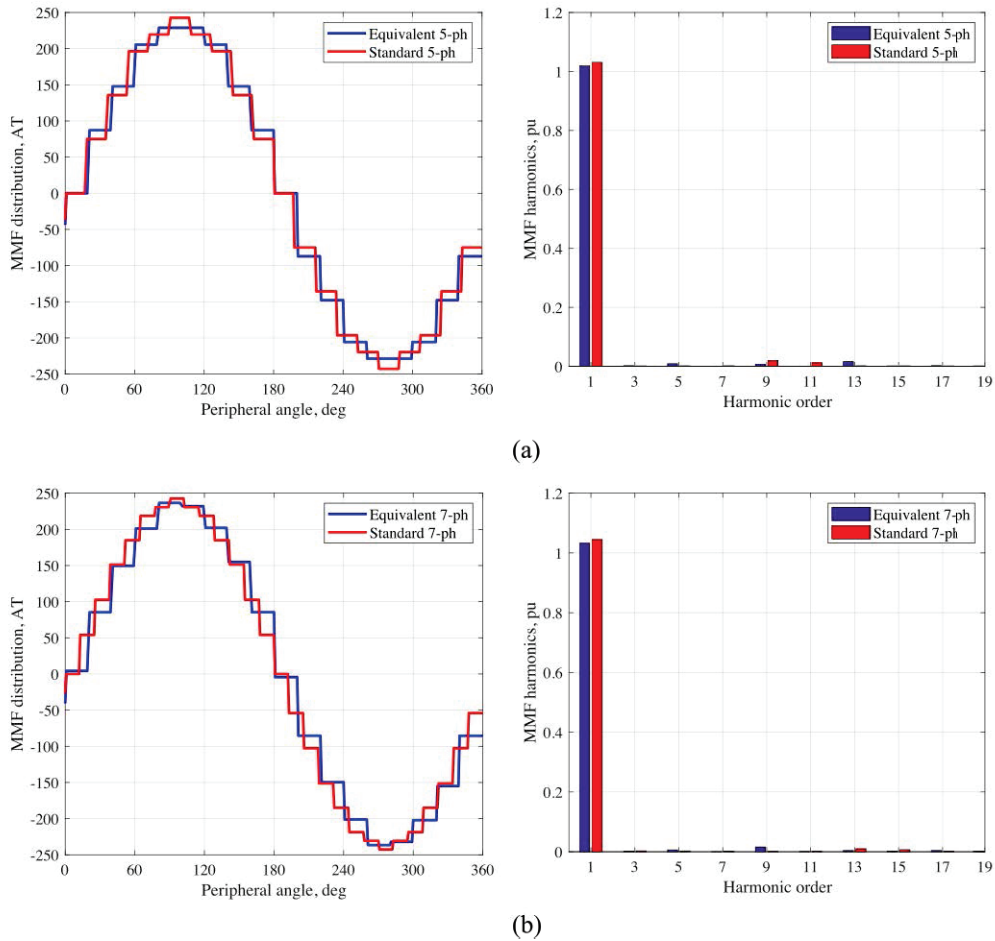 Equivalent 5-ph
Standard 5-ph
MMF distribution, AT
250
200
150
100
50
0
-50
-100
-150
-200
-250
0 60 120 180 240 300 360
Peripheral angle, deg
Equivalent 5-ph
Standard 5-ph
MMF harmonics, pu
1.2
1
0.8
0.6
0.4
0.2
0
1 3 5 7 9 11 13 15 17 19
Harmonic order
(a)
Equivalent 7-ph
Standard 7-ph
MMF distribution, AT
250
200
150
100
50
0
-50
-100
-150
-200
-250
0 60 120 180 240 300 360
Peripheral angle, deg
Equivalent 7-ph
Standard 7-ph
MMF harmonics, pu
1.2
1
0.8
0.6
0.4
0.2
0
1 3 5 7 9 11 13 15 17 19
Harmonic order
(b)